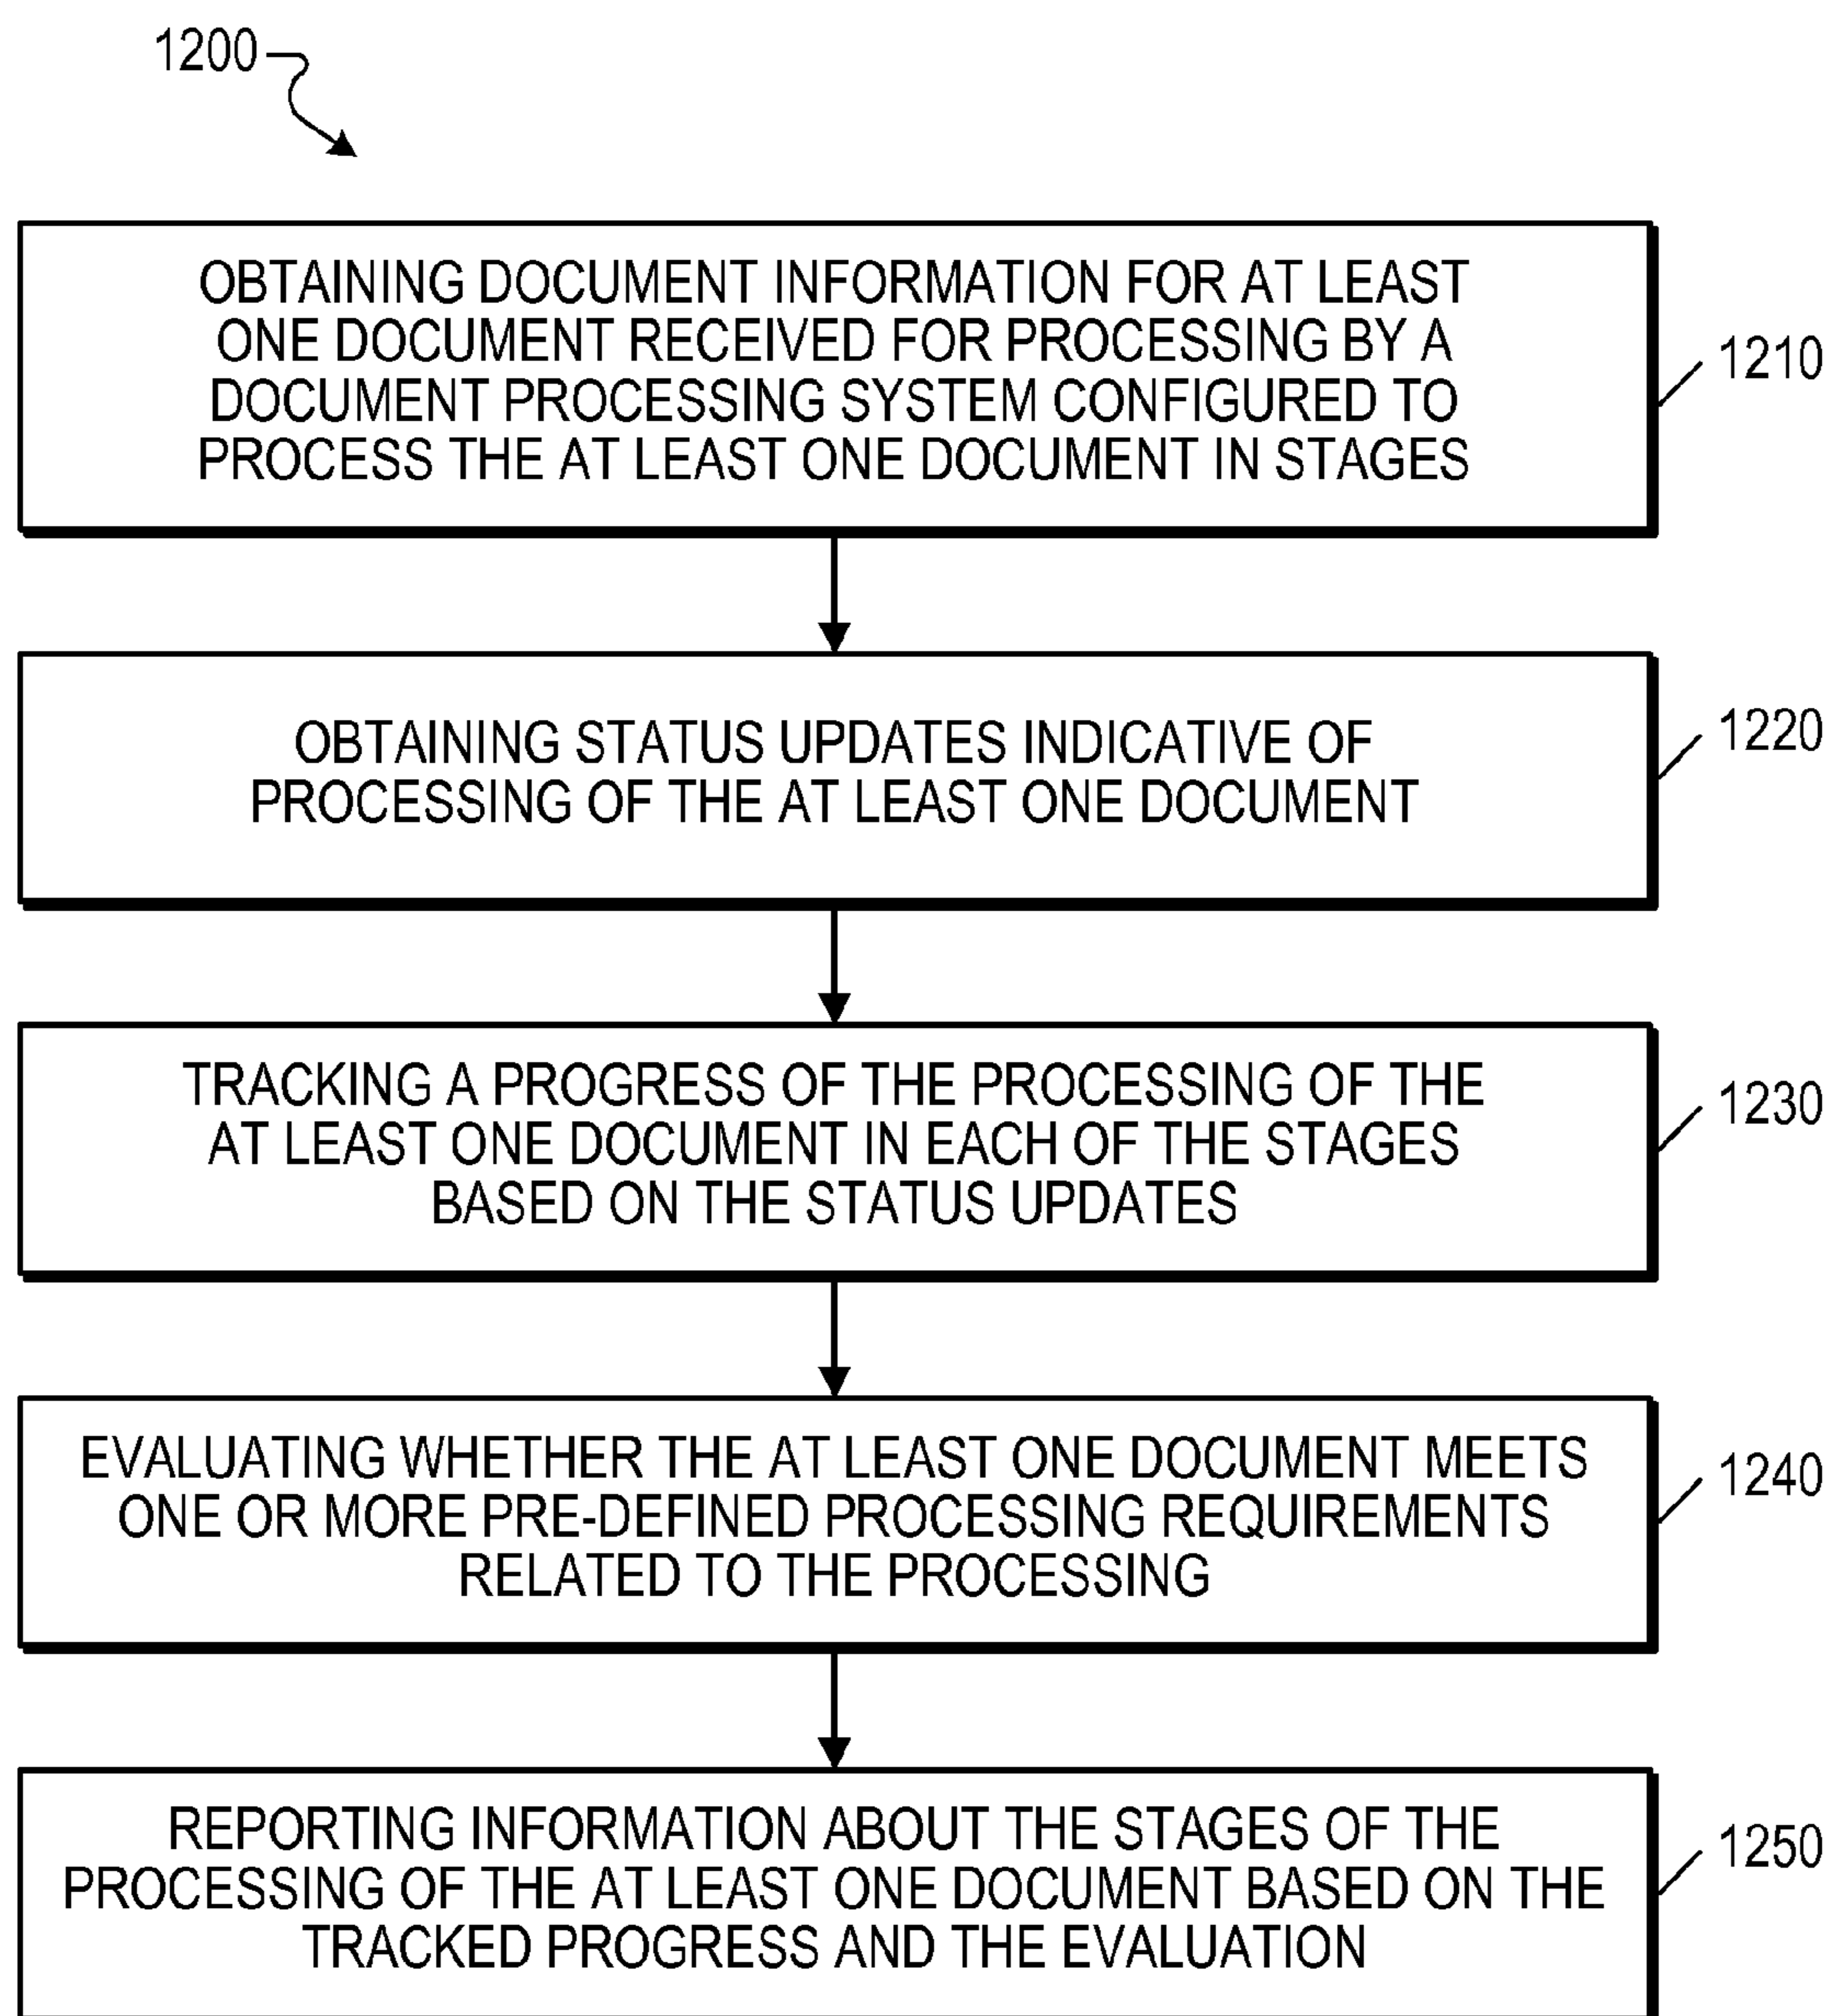 1200
OBTAINING DOCUMENT INFORMATION FOR AT LEAST
ONE DOCUMENT RECEIVED FOR PROCESSING BY A
DOCUMENT PROCESSING SYSTEM CONFIGURED TO
PROCESS THE AT LEAST ONE DOCUMENT IN STAGES
1210
OBTAINING STATUS UPDATES INDICATIVE OF
PROCESSING OF THE AT LEAST ONE DOCUMENT
1220
TRACKING A PROGRESS OF THE PROCESSING OF THE
AT LEAST ONE DOCUMENT IN EACH OF THE STAGES
BASED ON THE STATUS UPDATES
1230
EVALUATING WHETHER THE AT LEAST ONE DOCUMENT MEETS
ONE OR MORE PRE-DEFINED PROCESSING REQUIREMENTS
RELATED TO THE PROCESSING
1240
REPORTING INFORMATION ABOUT THE STAGES OF THE
PROCESSING OF THE AT LEAST ONE DOCUMENT BASED ON THE
TRACKED PROGRESS AND THE EVALUATION
1250